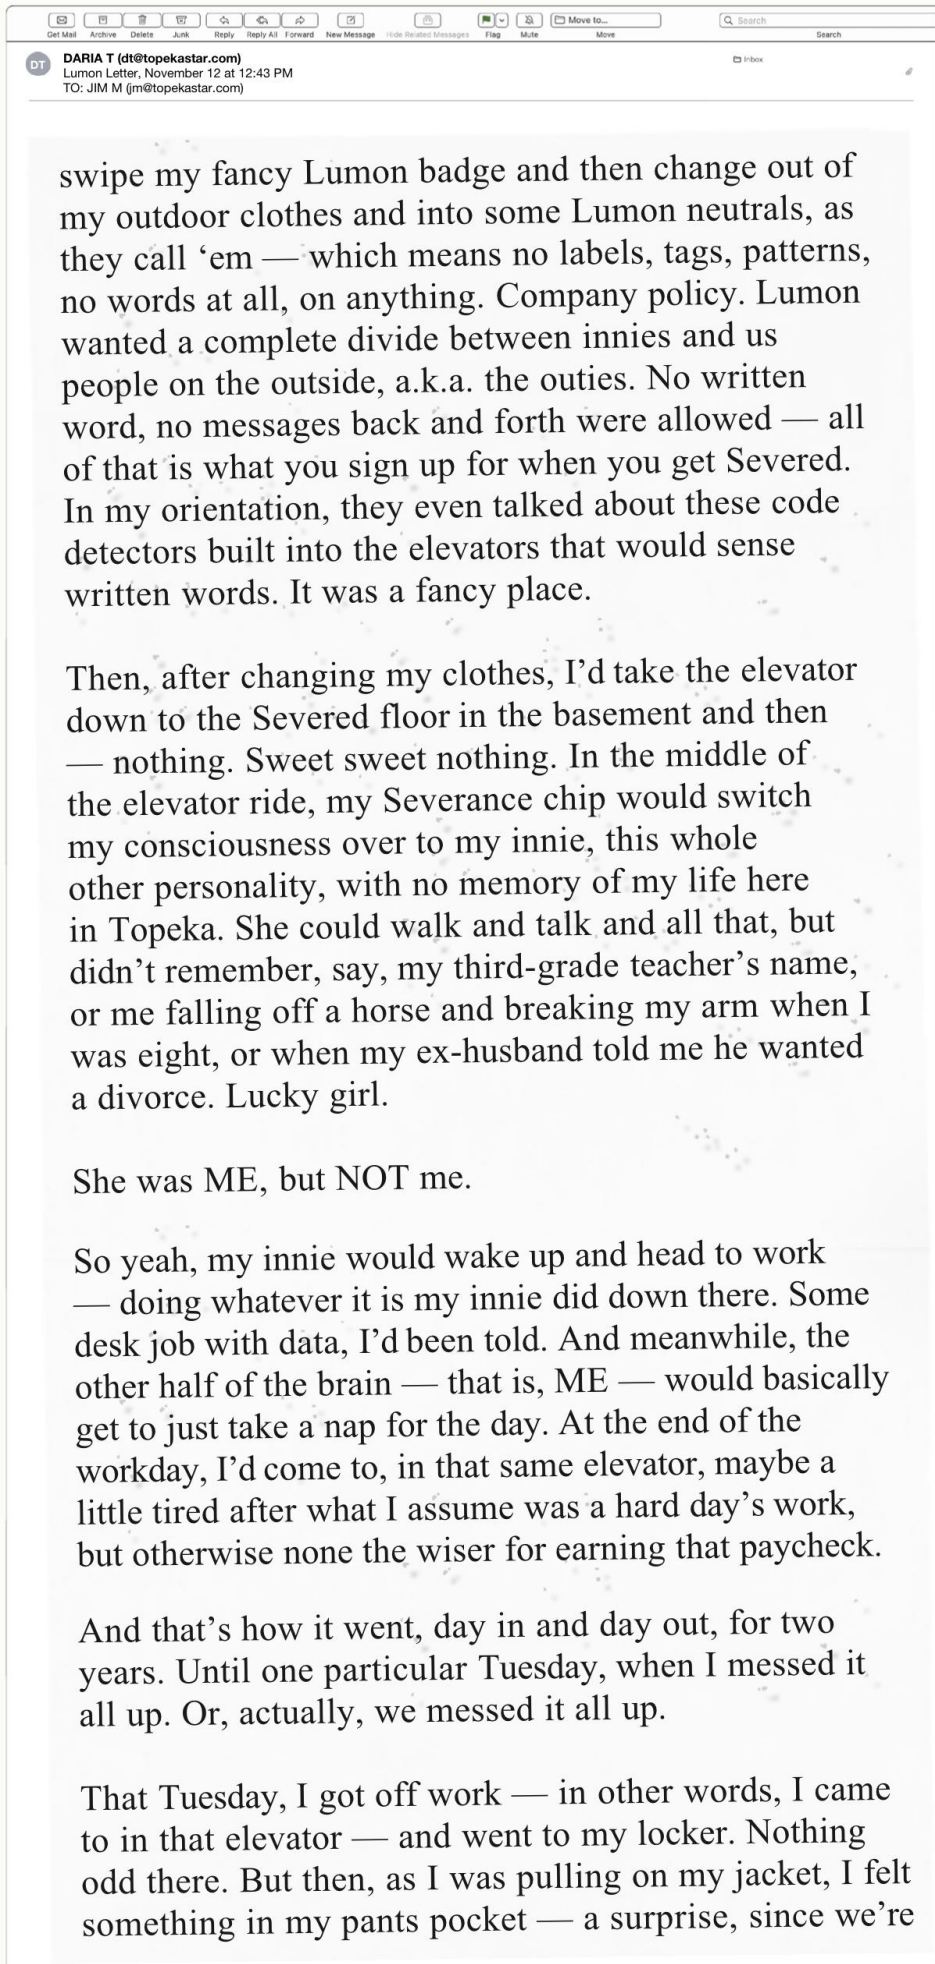 Get Mail
Archive
Delete
Junk
Reply
Reply All
Forward
New Message
Hide Related Messages
Flag
Mute
Move to...
Move
Search
Search
DT
DARIA T (dt@topekastar.com)
Inbox
Lumon Letter, November 12 at 12:43 PM
TO: JIM M (jm@topekastar.com)
swipe my fancy Lumon badge and then change out of
my outdoor clothes and into some Lumon neutrals, as
they call ‘em — which means no labels, tags, patterns,
no words at all, on anything. Company policy. Lumon
wanted a complete divide between innies and us
people on the outside, a.k.a. the outies. No written
word, no messages back and forth were allowed — all
of that is what you sign up for when you get Severed.
In my orientation, they even talked about these code
detectors built into the elevators that would sense
written words. It was a fancy place.
Then, after changing my clothes, I’d take the elevator
down to the Severed floor in the basement and then
— nothing. Sweet sweet nothing. In the middle of
the elevator ride, my Severance chip would switch
my consciousness over to my innie, this whole
other personality, with no memory of my life here
in Topeka. She could walk and talk and all that, but
didn’t remember, say, my third-grade teacher’s name,
or me falling off a horse and breaking my arm when I
was eight, or when my ex-husband told me he wanted
a divorce. Lucky girl.
She was ME, but NOT me.
So yeah, my innie would wake up and head to work
— doing whatever it is my innie did down there. Some
desk job with data, I’d been told. And meanwhile, the
other half of the brain — that is, ME — would basically
get to just take a nap for the day. At the end of the
workday, I’d come to, in that same elevator, maybe a
little tired after what I assume was a hard day’s work,
but otherwise none the wiser for earning that paycheck.
And that’s how it went, day in and day out, for two
years. Until one particular Tuesday, when I messed it
all up. Or, actually, we messed it all up.
That Tuesday, I got off work — in other words, I came
to in that elevator — and went to my locker. Nothing
odd there. But then, as I was pulling on my jacket, I felt
something in my pants pocket — a surprise, since we’re